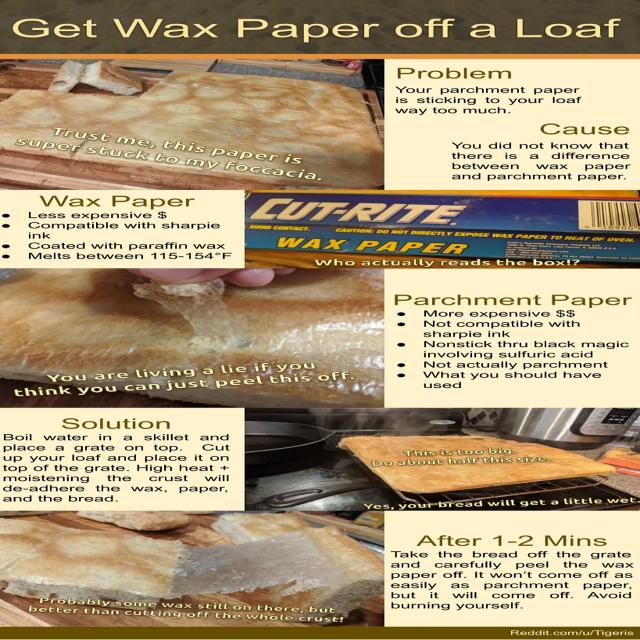 Get Wax Paper off a Loaf
Problem
Your parchment paper
is sticking to your loaf
way too much.
Cause
You did not know that
there is a difference
between wax paper
and parchment paper.
Trust me, this paper is
super stuck to my foccacia.
Wax Paper
● Less expensive $
● Compatible with sharpie
ink
● Coated with paraffin wax
● Melts between 115-154°F
CUT-RITE
AVOID CONTACT.
CAUTION: DO NOT DIRECTLY EXPOSE WAX PAPER TO HEAT OF OVEN.
WAX PAPER
Who actually reads the box!?
Parchment Paper
● More expensive $$
● Not compatible with
sharpie ink
● Nonstick thru black magic
involving sulfuric acid
● Not actually parchment
● What you should have
used
You are living a lie if you
think you can just peel this off.
Solution
Boil water in a skillet and
place a grate on top. Cut
up your loaf and place it on
top of the grate. High heat +
moistening the crust will
de-adhere the wax, paper,
and the bread.
This is too big.
Do about half this size.
Yes, your bread will get a little wet.
After 1-2 Mins
Take the bread off the grate
and carefully peel the wax
paper off. It won't come off as
easily as parchment paper,
but it will come off. Avoid
burning yourself.
Probably some wax still on there, but
better than cutting off the whole crust!
Reddit.com/u/Tigeris